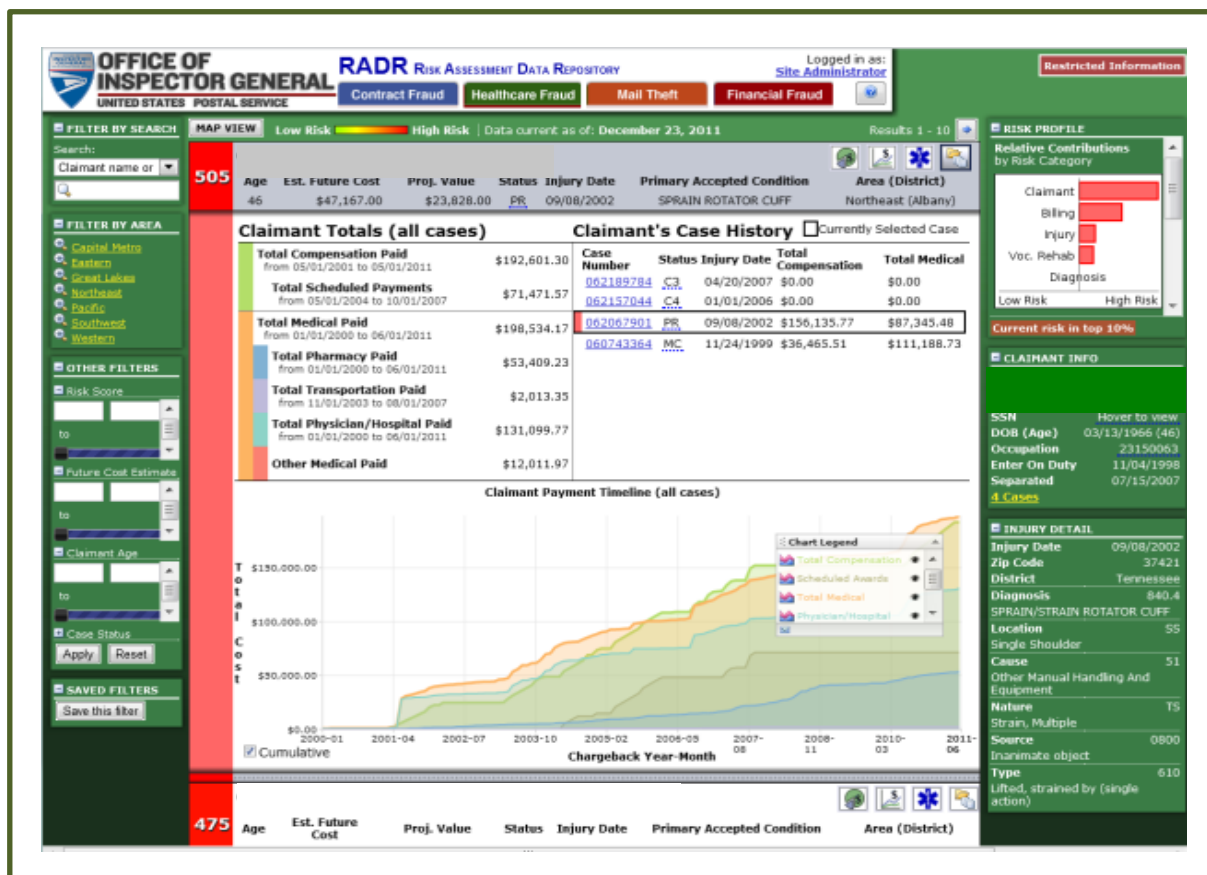 OFFICE OF
INSPECTOR GENERAL
UNITED STATES POSTAL SERVICE
RADR RISK ASSESSMENT DATA REPOSITORY
Logged in as:
Site Administrator
Contract Fraud Healthcare Fraud Mail Theft Financial Fraud
Restricted Information
FILTER BY SEARCH
Search:
Claimant name or
FILTER BY AREA
Capital Metro
Eastern
Great Lakes
Northeast
Pacific
Southwest
Western
OTHER FILTERS
Risk Score
to
Future Cost Estimate
to
Claimant Age
to
Case Status
Apply Reset
SAVED FILTERS
Save this filter
MAP VIEW Low Risk High Risk | Data current as of: December 23, 2011 Results 1 - 10
505
Age Est. Future Cost Proj. Value Status Injury Date Primary Accepted Condition Area (District)
46 $47,167.00 $23,828.00 PR 09/08/2002 SPRAIN ROTATOR CUFF Northeast (Albany)
Claimant Totals (all cases)
Total Compensation Paid $192,601.30
from 05/01/2001 to 05/01/2011
Total Scheduled Payments $71,471.57
from 05/01/2004 to 10/01/2007
Total Medical Paid $198,534.17
from 01/01/2000 to 06/01/2011
Total Pharmacy Paid $53,409.23
from 01/01/2000 to 06/01/2011
Total Transportation Paid $2,013.35
from 11/01/2003 to 08/01/2007
Total Physician/Hospital Paid $131,099.77
from 01/01/2000 to 06/01/2011
Other Medical Paid $12,011.97
Claimant's Case History Currently Selected Case
Case Number Status Injury Date Total Compensation Total Medical
062189784 C3 04/20/2007 $0.00 $0.00
062157044 C4 01/01/2006 $0.00 $0.00
062067901 PR 09/08/2002 $156,135.77 $87,345.48
060743364 MC 11/24/1999 $36,465.51 $111,188.73
Claimant Payment Timeline (all cases)
Total Cost
$150,000.00
$100,000.00
$50,000.00
$0.00
Chart Legend
Total Compensation
Scheduled Awards
Total Medical
Physician/Hospital
2000-01 2001-04 2002-07 2003-10 2005-02 2006-05 2007-08 2008-11 2010-03 2011-06
Cumulative
Chargeback Year-Month
475
Age Est. Future Cost Proj. Value Status Injury Date Primary Accepted Condition Area (District)
RISK PROFILE
Relative Contributions
by Risk Category
Claimant
Billing
Injury
Voc. Rehab
Diagnosis
Low Risk High Risk
Current risk in top 10%
CLAIMANT INFO
SSN Hover to view
DOB (Age) 03/13/1966 (46)
Occupation 23150063
Enter On Duty 11/04/1998
Separated 07/15/2007
4 Cases
INJURY DETAIL
Injury Date 09/08/2002
Zip Code 37421
District Tennessee
Diagnosis 840.4
SPRAIN/STRAIN ROTATOR CUFF
Location SS
Single Shoulder
Cause 51
Other Manual Handling And
Equipment
Nature TS
Strain, Multiple
Source 0800
Inanimate object
Type 610
Lifted, strained by (single
action)